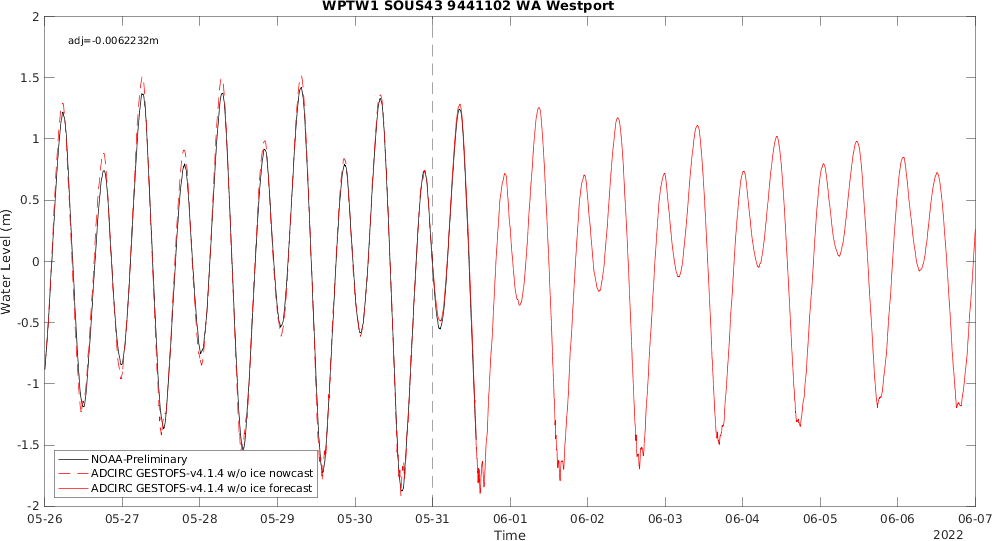 WPTW1 SOUS43 9441102 WA Westport
adj=-0.0062232m
Water Level (m)
2
1.5
1
0.5
0
-0.5
-1
-1.5
-2
NOAA-Preliminary
ADCIRC GESTOFS-v4.1.4 w/o ice nowcast
ADCIRC GESTOFS-v4.1.4 w/o ice forecast
05-26 05-27 05-28 05-29 05-30 05-31 06-01 06-02 06-03 06-04 06-05 06-06 06-07
Time
2022